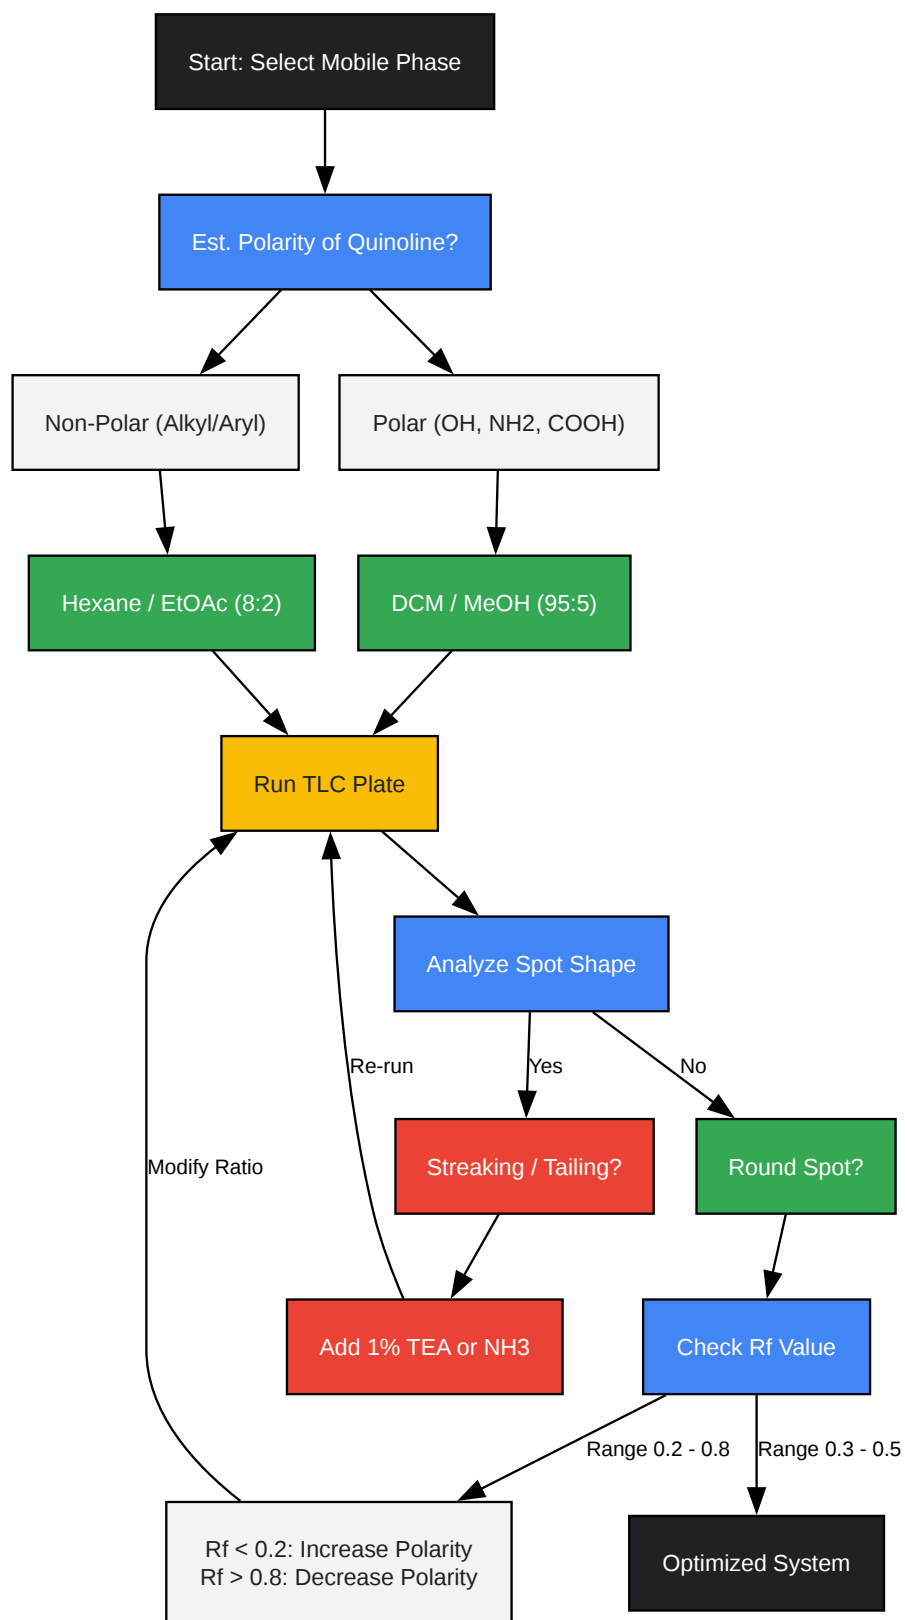 Start: Select Mobile Phase
Est. Polarity of Quinoline?
Non-Polar (Alkyl/Aryl)
Polar (OH, NH2, COOH)
Hexane / EtOAc (8:2)
DCM / MeOH (95:5)
Run TLC Plate
Analyze Spot Shape
Re-run
Yes
No
Modify Ratio
Streaking / Tailing?
Round Spot?
Add 1% TEA or NH3
Check Rf Value
Range 0.2 - 0.8
Range 0.3 - 0.5
Rf < 0.2: Increase Polarity
Rf > 0.8: Decrease Polarity
Optimized System